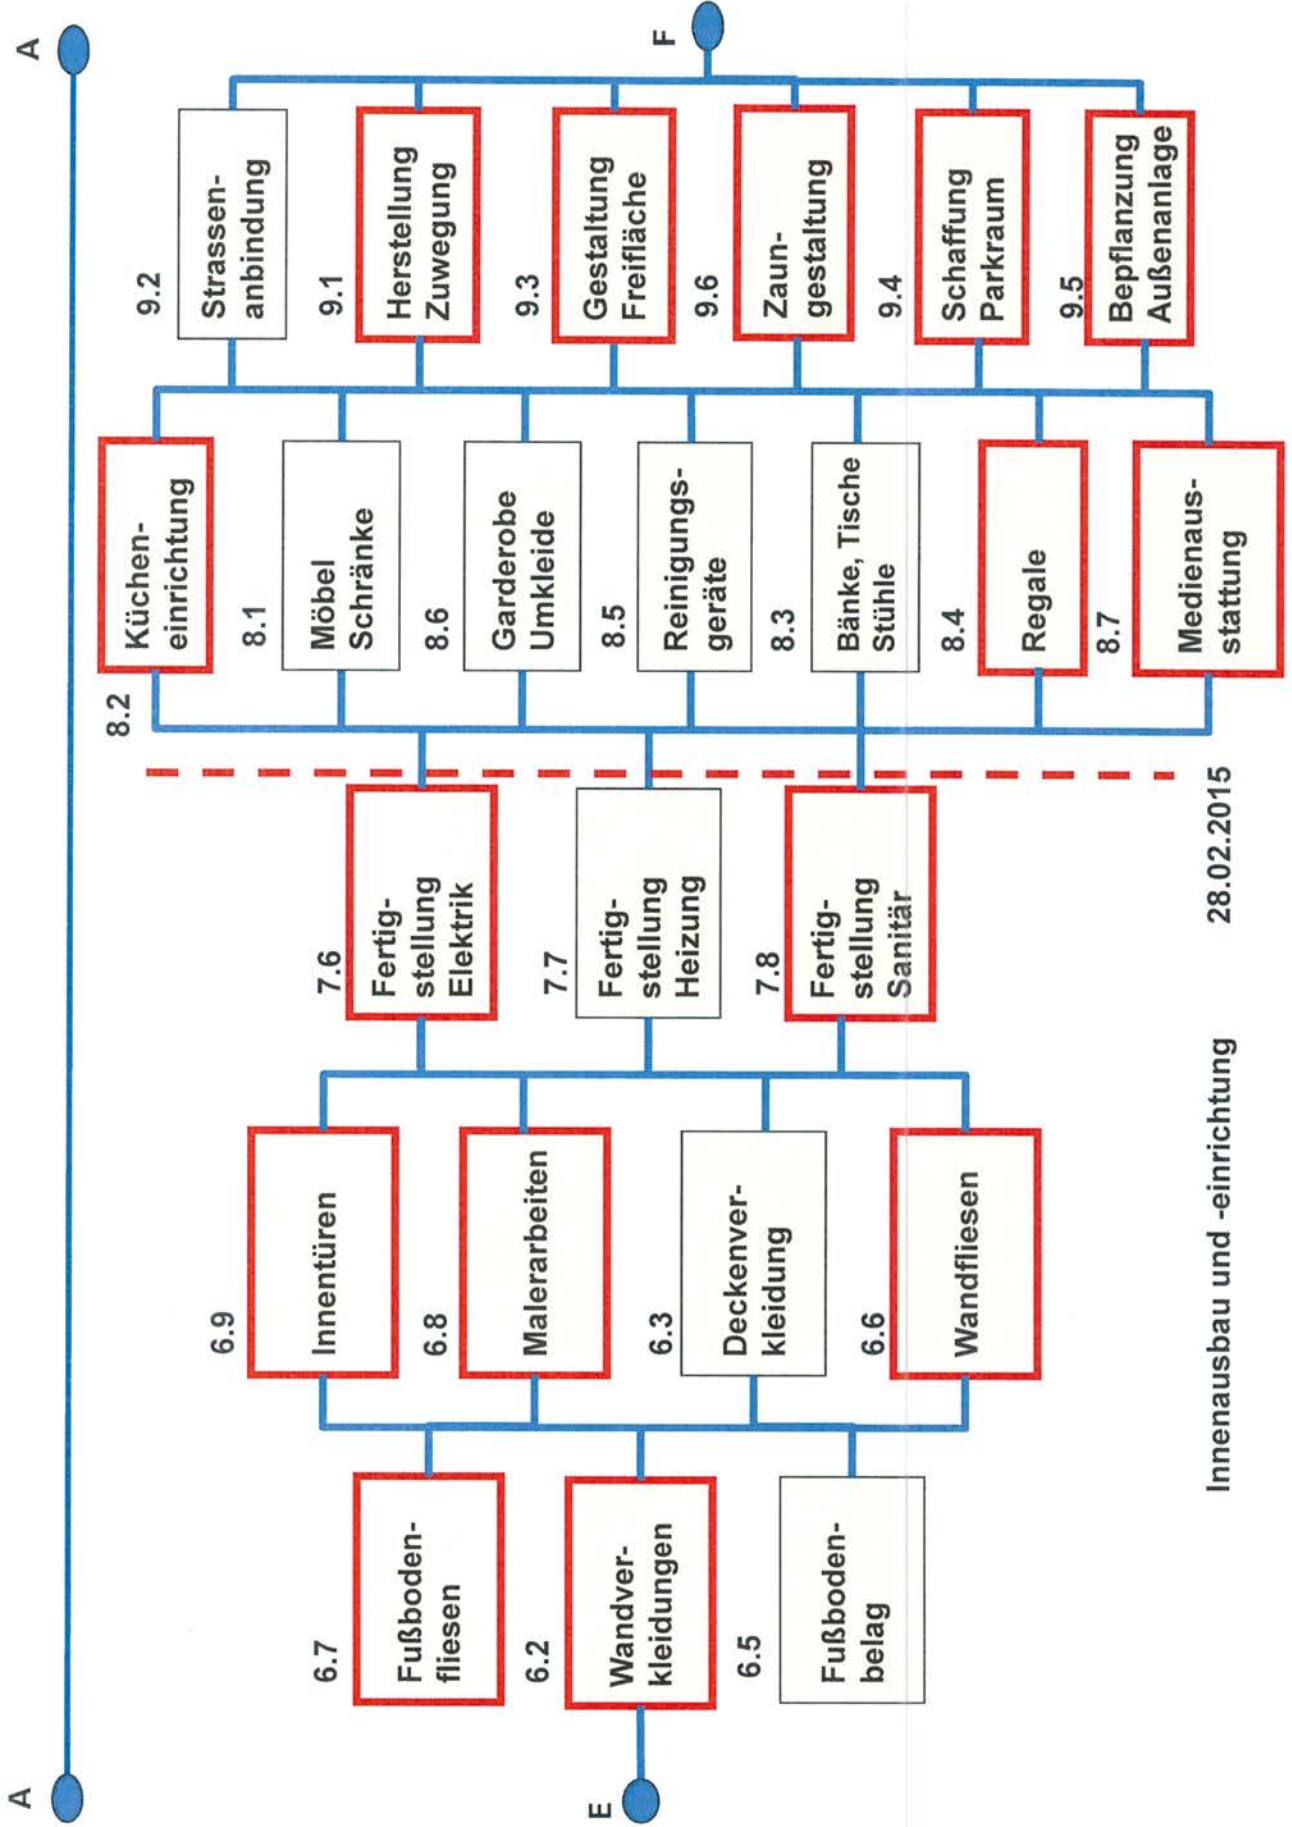 A
A
E
6.7
Fußboden-
fliesen
6.2
Wandver-
kleidungen
6.5
Fußboden-
belag
6.9
Innentüren
6.8
Malerarbeiten
6.3
Deckenver-
kleidung
6.6
Wandfliesen
7.6
Fertig-
stellung
Elektrik
7.7
Fertig-
stellung
Heizung
7.8
Fertig-
stellung
Sanitär
8.2
Küchen-
einrichtung
8.1
Möbel
Schränke
8.6
Garderobe
Umkleide
8.5
Reinigungs-
geräte
8.3
Bänke, Tische
Stühle
8.4
Regale
8.7
Medienaus-
stattung
9.2
Strassen-
anbindung
9.1
Herstellung
Zuwegung
9.3
Gestaltung
Freifläche
9.6
Zaun-
gestaltung
9.4
Schaffung
Parkraum
9.5
Bepflanzung
Außenanlage
F
Innenausbau und -einrichtung
28.02.2015